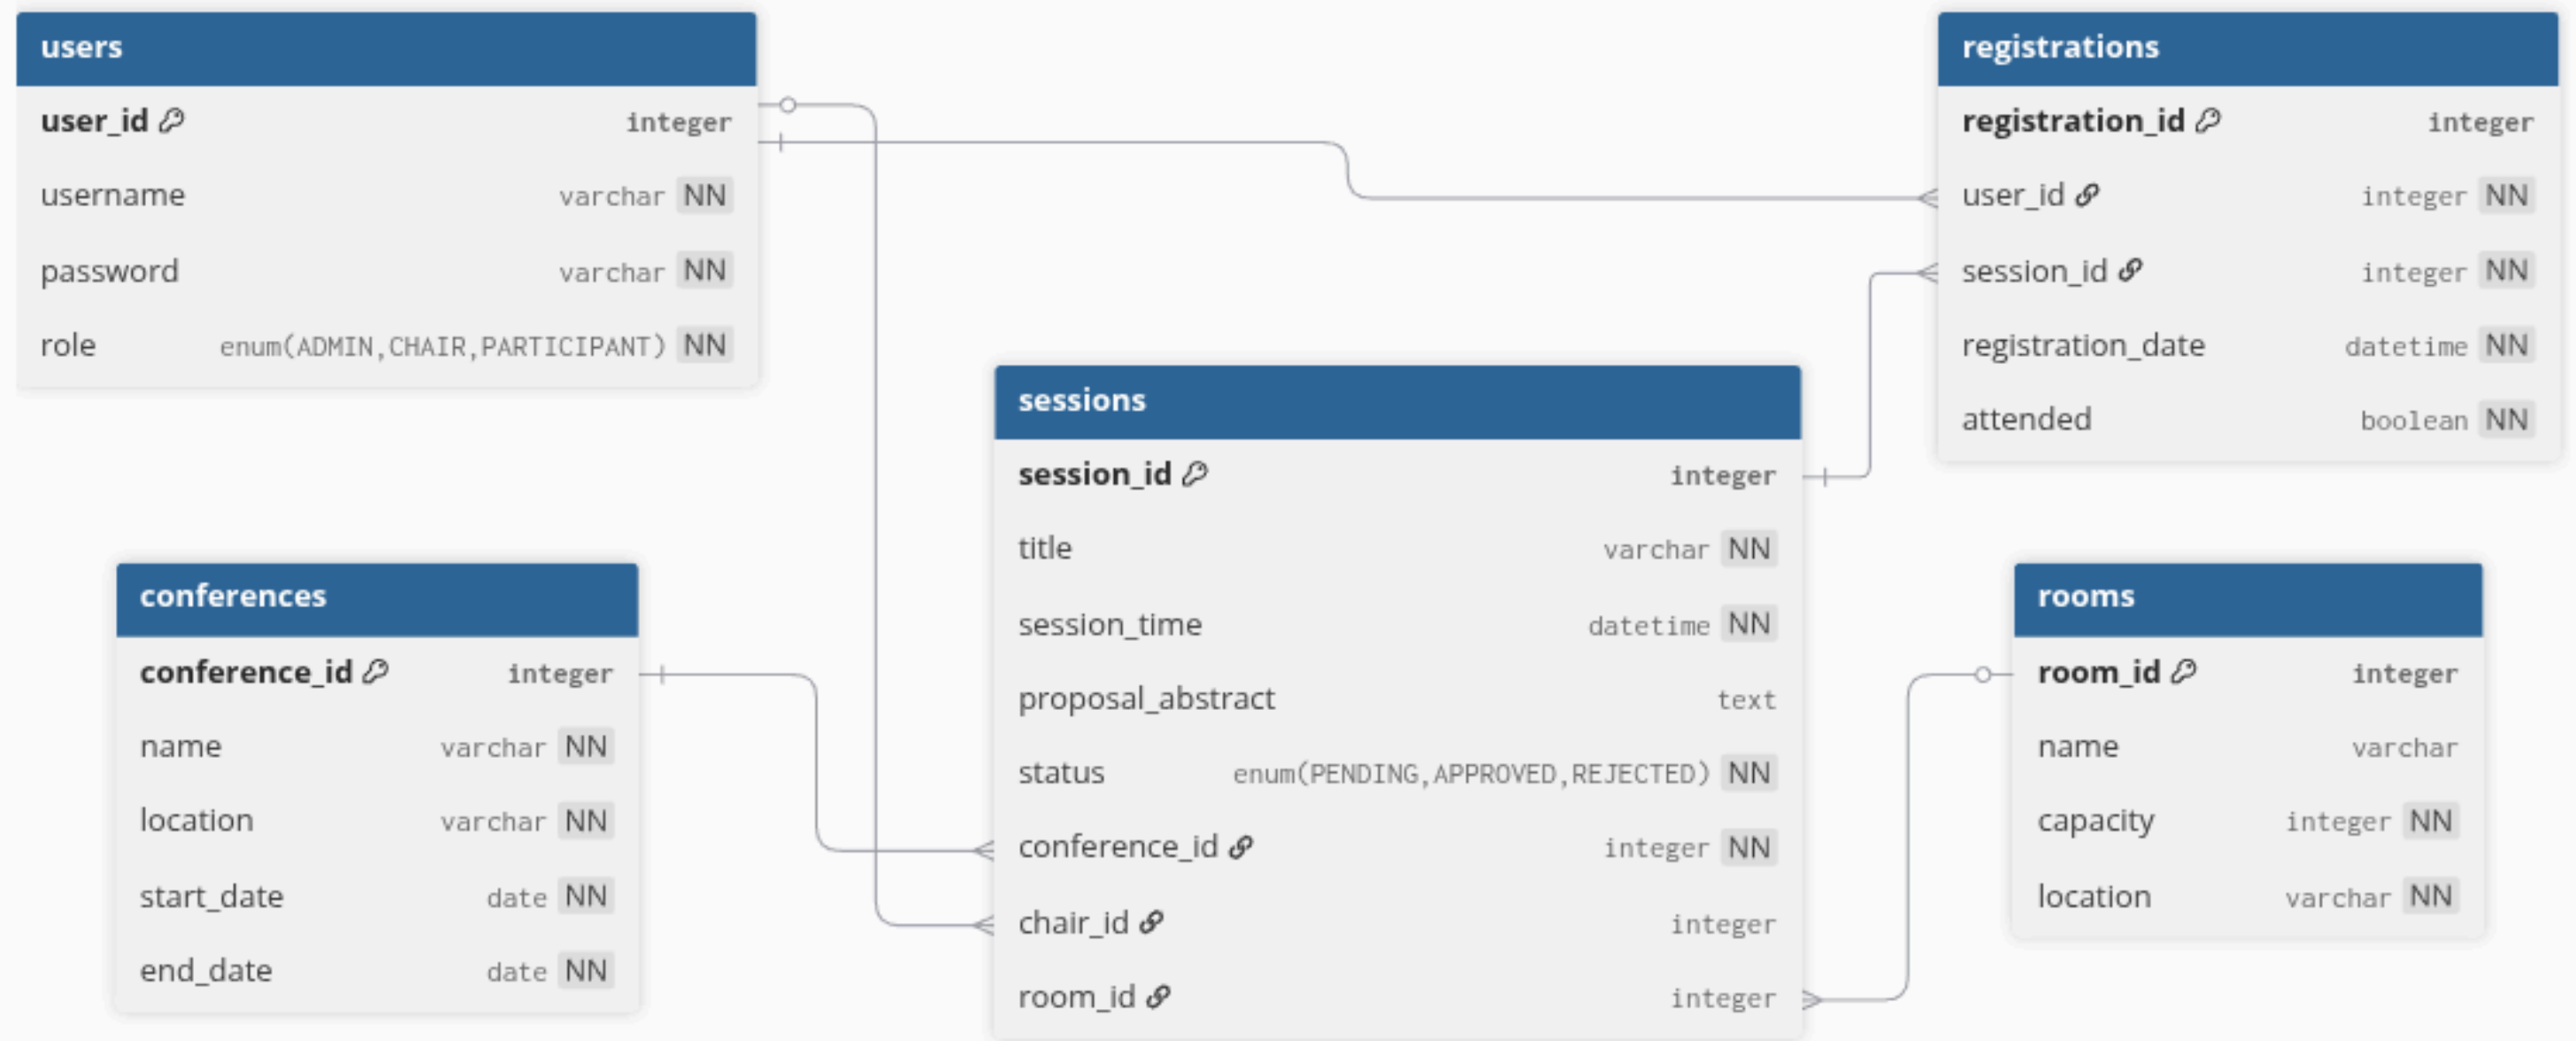 users
user_id integer
username varchar NN
password varchar NN
role enum(ADMIN,CHAIR,PARTICIPANT) NN
registrations
registration_id integer
user_id integer NN
session_id integer NN
registration_date datetime NN
attended boolean NN
sessions
session_id integer
title varchar NN
session_time datetime NN
proposal_abstract text
status enum(PENDING,APPROVED,REJECTED) NN
conference_id integer NN
chair_id integer
room_id integer
conferences
conference_id integer
name varchar NN
location varchar NN
start_date date NN
end_date date NN
rooms
room_id integer
name varchar
capacity integer NN
location varchar NN